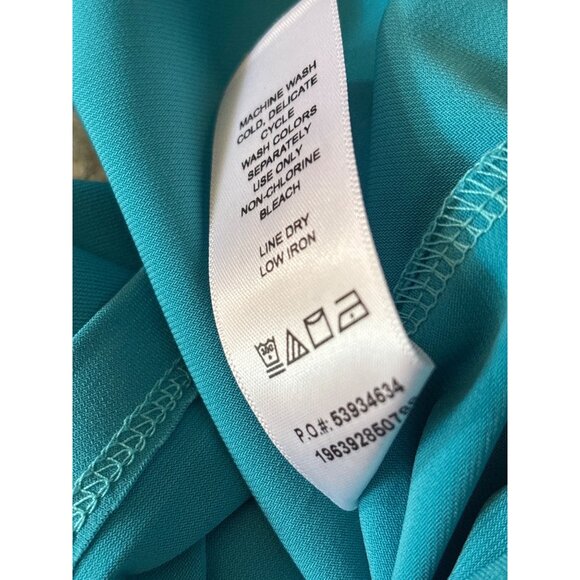 MACHINE WASH
COLD, DELICATE
CYCLE
WASH COLORS
SEPARATELY
USE ONLY
NON-CHLORINE
BLEACH
LINE DRY
LOW IRON
P.O.#: 53934634